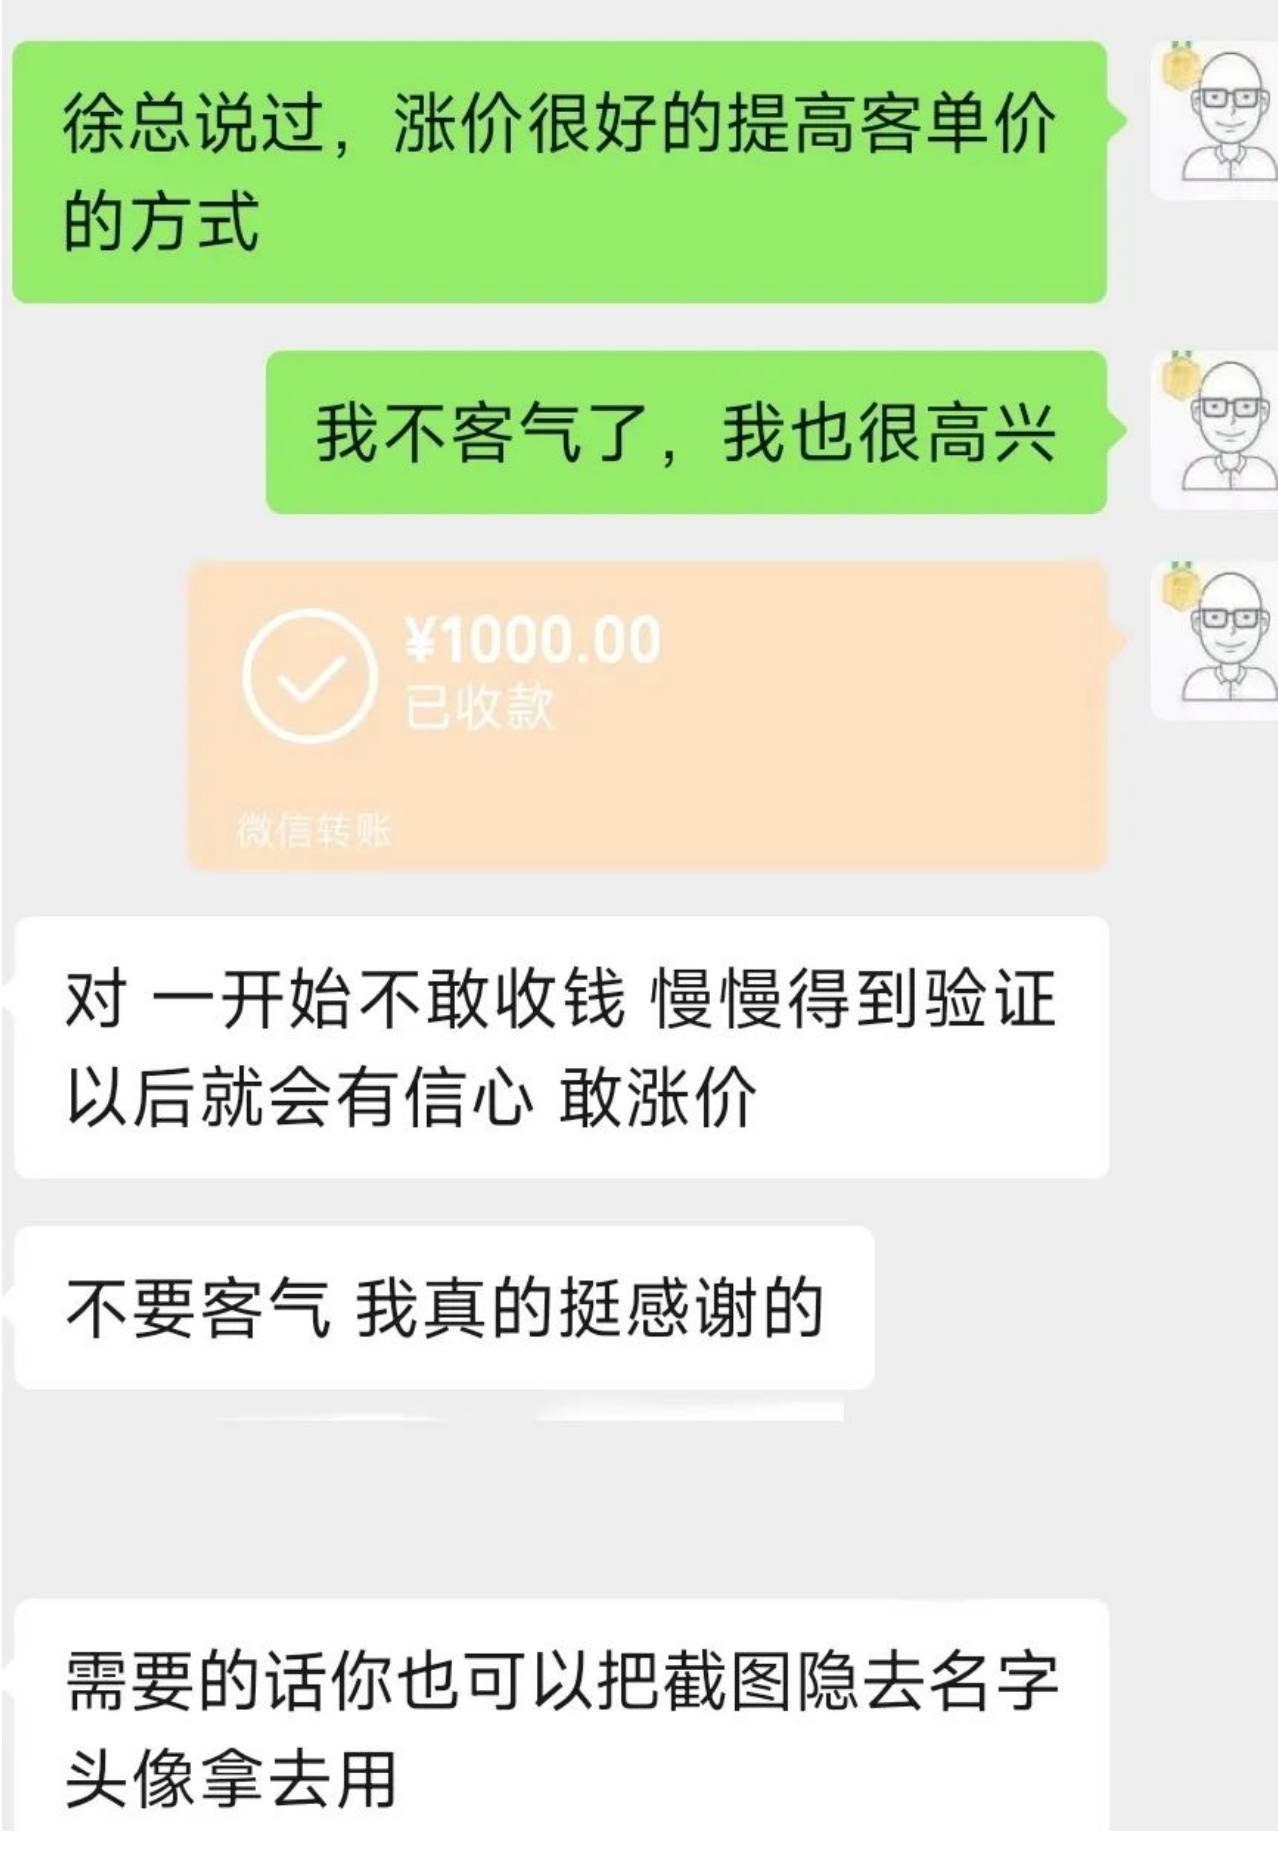 徐总说过，涨价很好的提高客单价
的方式
我不客气了，我也很高兴
¥1000.00
已收款
微信转账
对 一开始不敢收钱 慢慢得到验证
以后就会有信心 敢涨价
不要客气 我真的挺感谢的
需要的话你也可以把截图隐去名字
头像拿去用